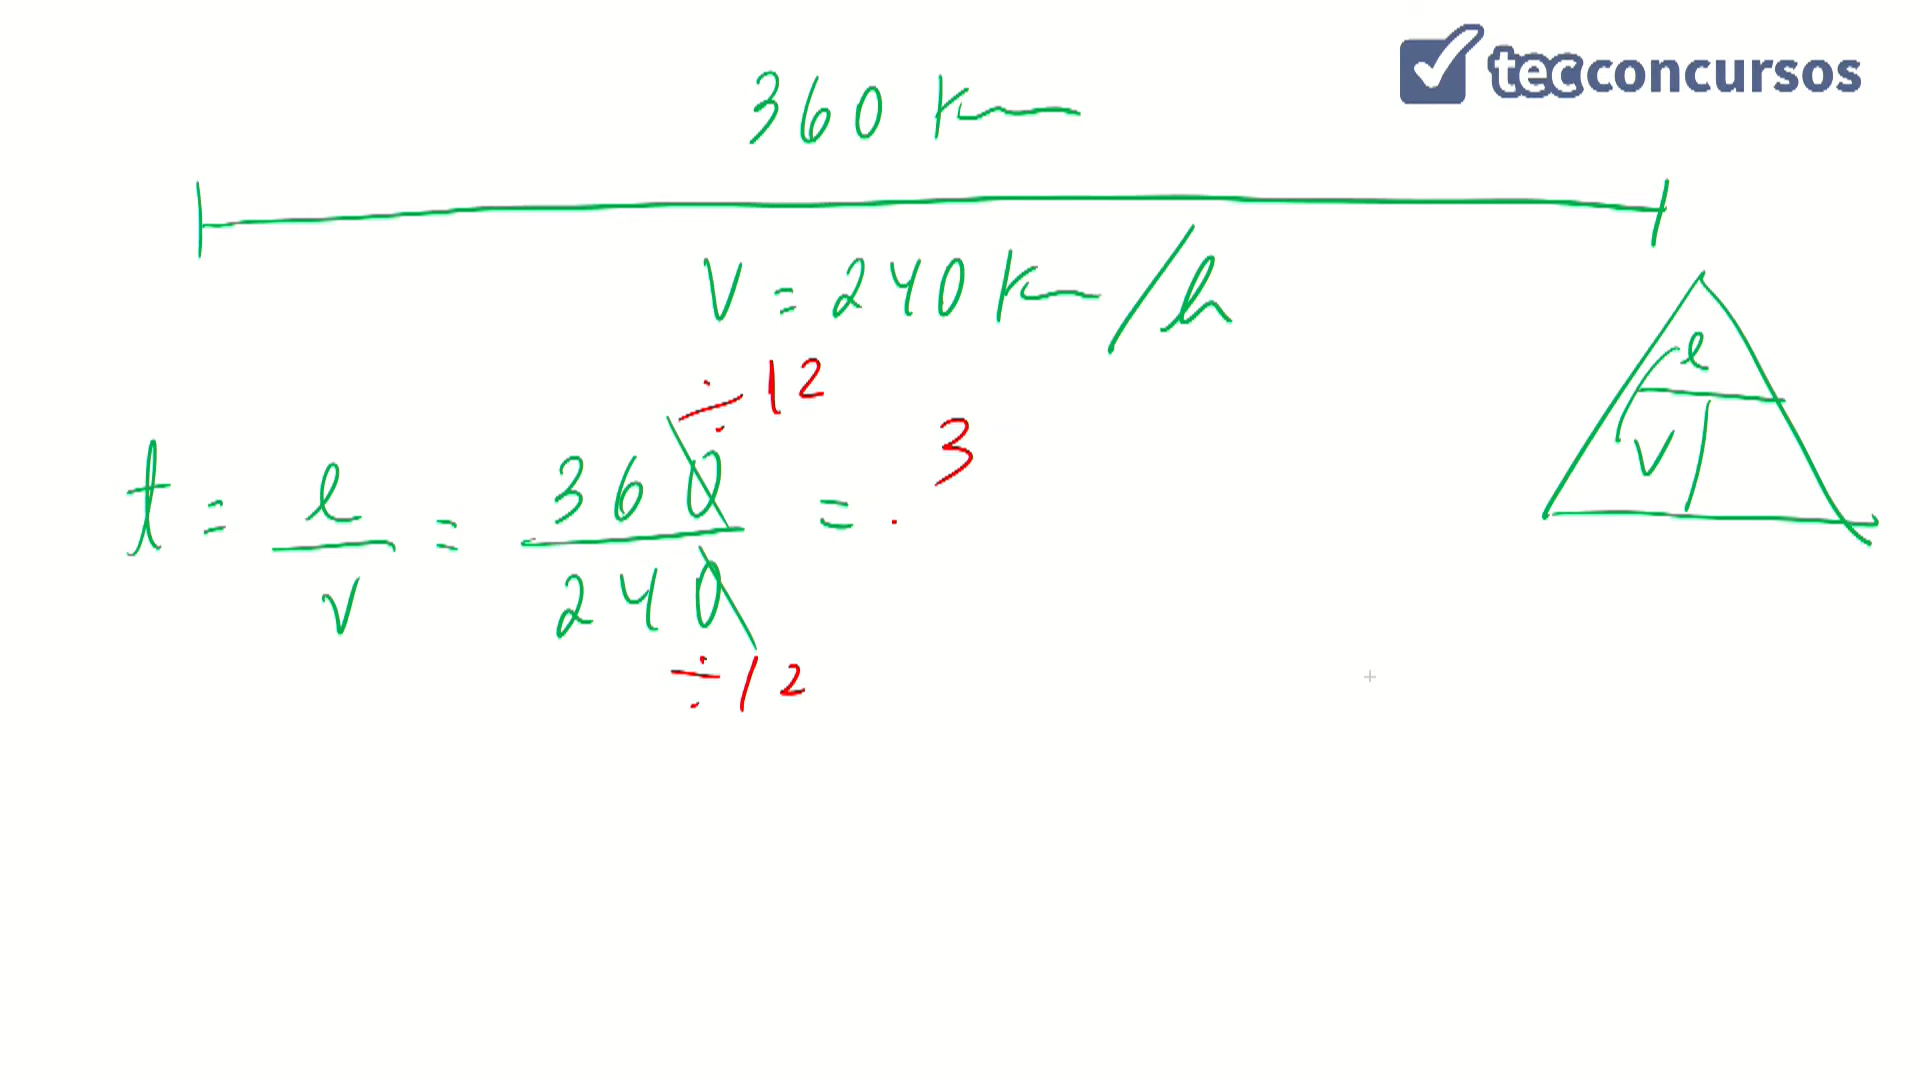 tecconcursos
360 km
V = 240 km/h
e
V
÷12
t = e/v = 360/240 = 3
÷12